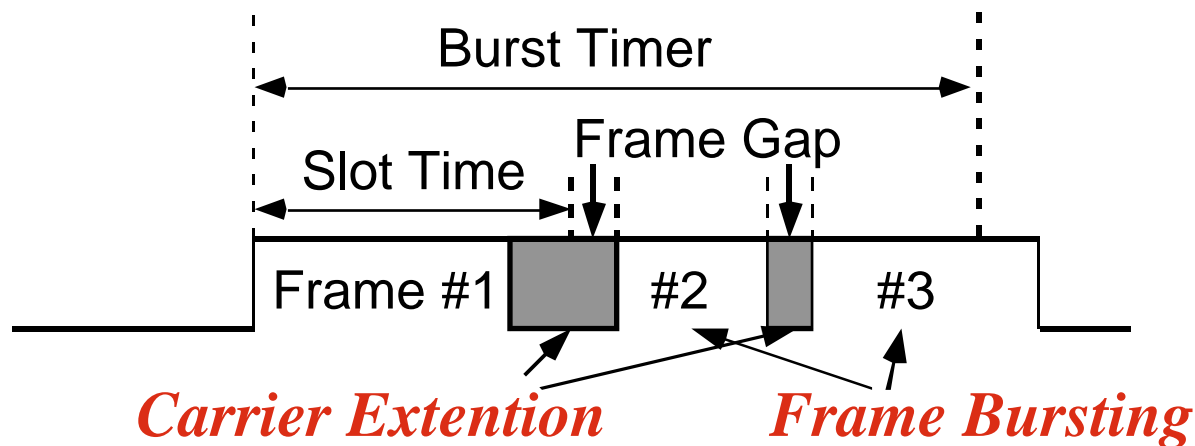 Burst Timer
Frame Gap
Slot Time
Frame #1
#2
#3
Carrier Extention
Frame Bursting